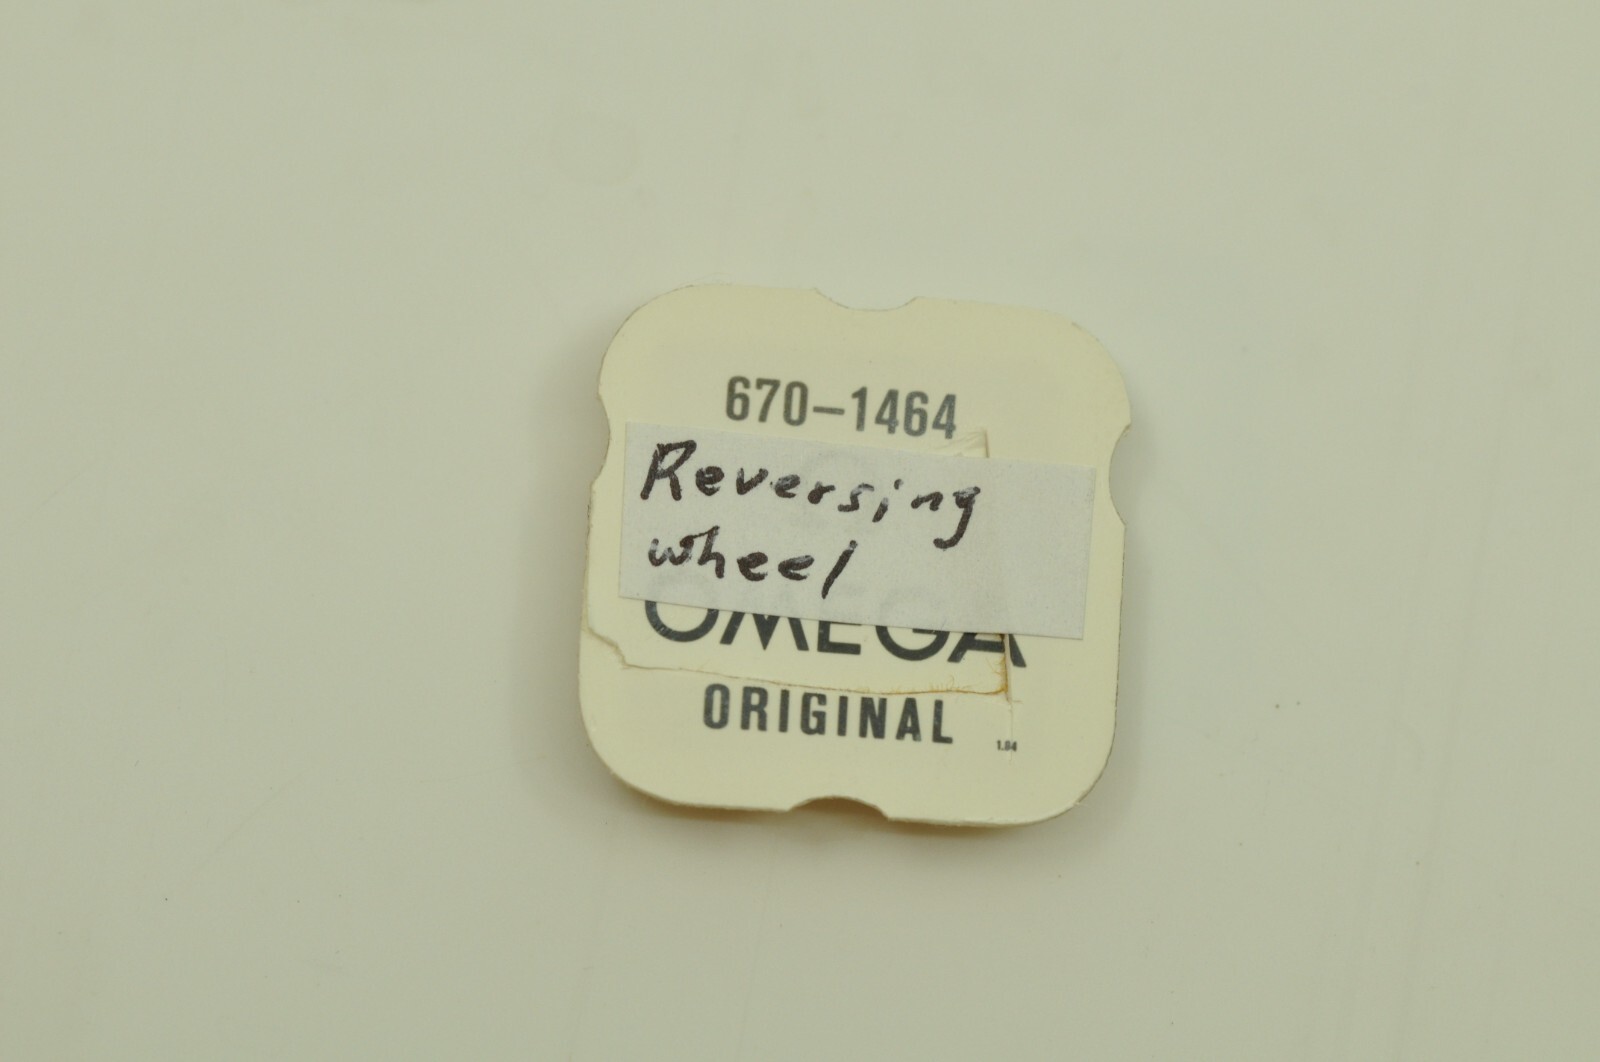 670-1464
Reversing
wheel
OMEGA
ORIGINAL
1.84